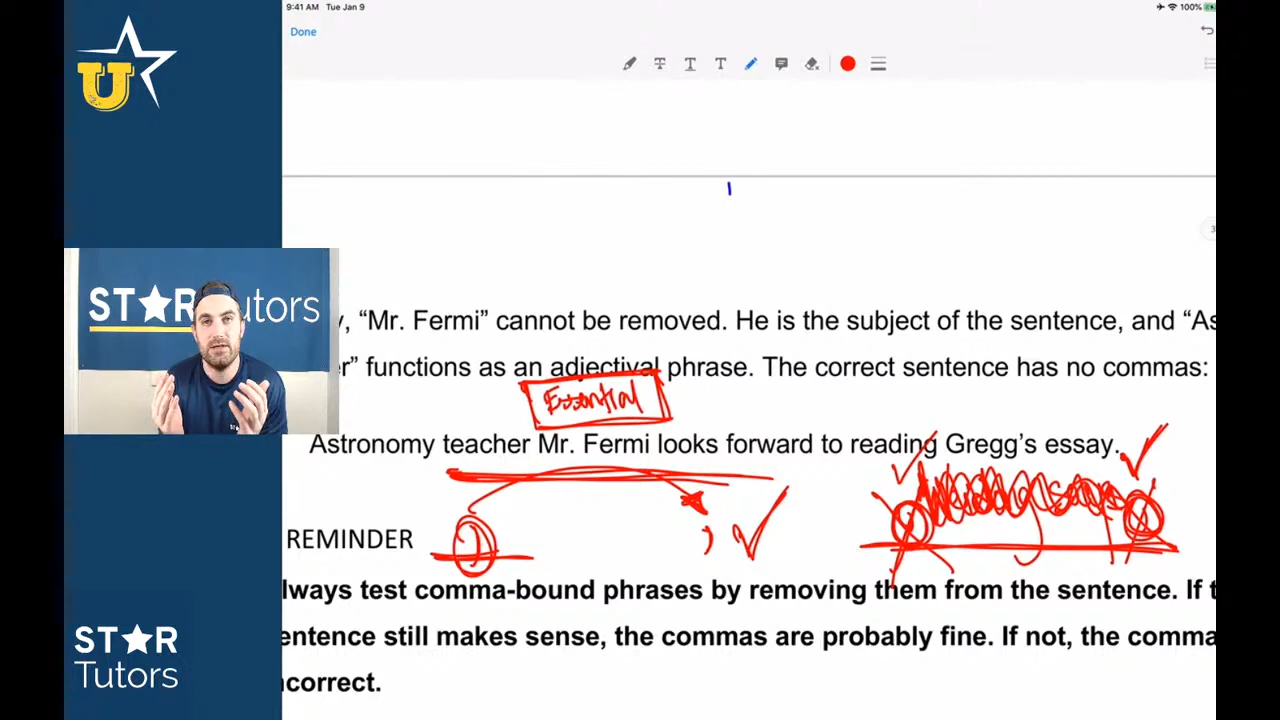 9:41 AM Tue Jan 9
100%
Done
U
ST★R tutors
y, “Mr. Fermi” cannot be removed. He is the subject of the sentence, and “As
er” functions as an adjectival phrase. The correct sentence has no commas:
Essential
Astronomy teacher Mr. Fermi looks forward to reading Gregg’s essay.
REMINDER
lways test comma-bound phrases by removing them from the sentence. If t
entence still makes sense, the commas are probably fine. If not, the comma
ncorrect.
ST★R
Tutors